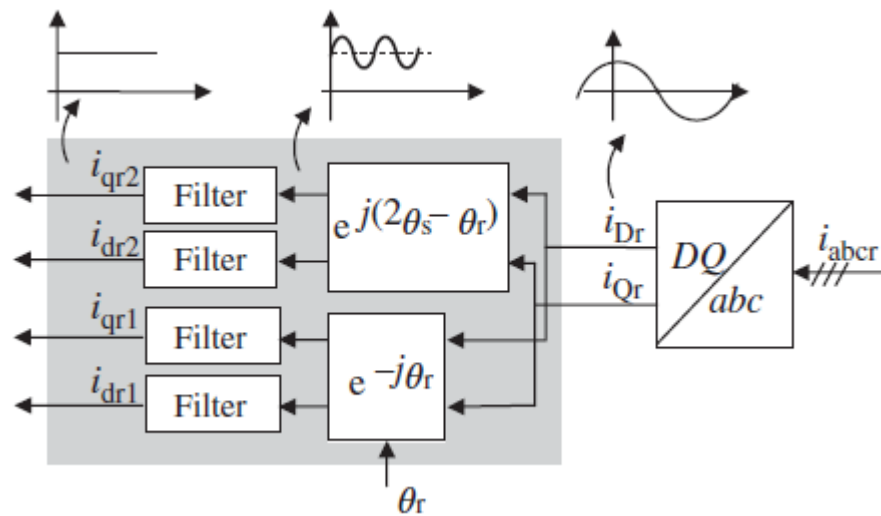 i_qr2
Filter
e^j(2θs − θr)
i_dr2
Filter
i_Dr
DQ
abc
i_abcr
i_Qr
i_qr1
Filter
e^−jθr
i_dr1
Filter
θr